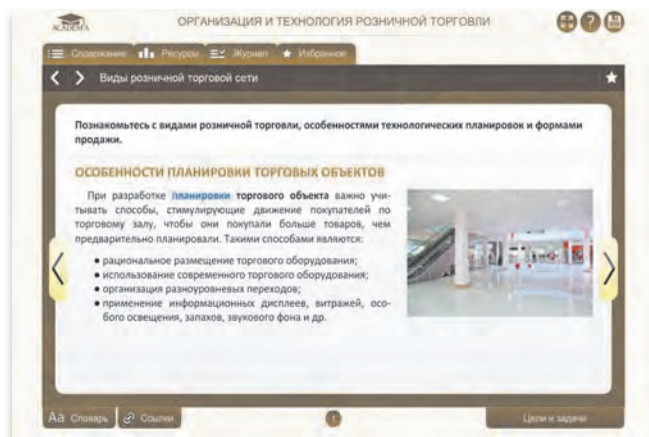 ACADEMA
ОРГАНИЗАЦИЯ И ТЕХНОЛОГИЯ РОЗНИЧНОЙ ТОРГОВЛИ
?
Содержание Ресурсы Журнал Избранное
Виды розничной торговой сети
Познакомьтесь с видами розничной торговли, особенностями технологических планировок и формами
продажи.
ОСОБЕННОСТИ ПЛАНИРОВКИ ТОРГОВЫХ ОБЪЕКТОВ
При разработке планировки торгового объекта важно учи-
тывать способы, стимулирующие движение покупателей по
торговому залу, чтобы они покупали больше товаров, чем
предварительно планировали. Такими способами являются:
• рациональное размещение торгового оборудования;
• использование современного торгового оборудования;
• организация разноуровневых переходов;
• применение информационных дисплеев, витражей, осо-
бого освещения, запахов, звукового фона и др.
Aa Словарь Ссылки 1 Цели и задачи